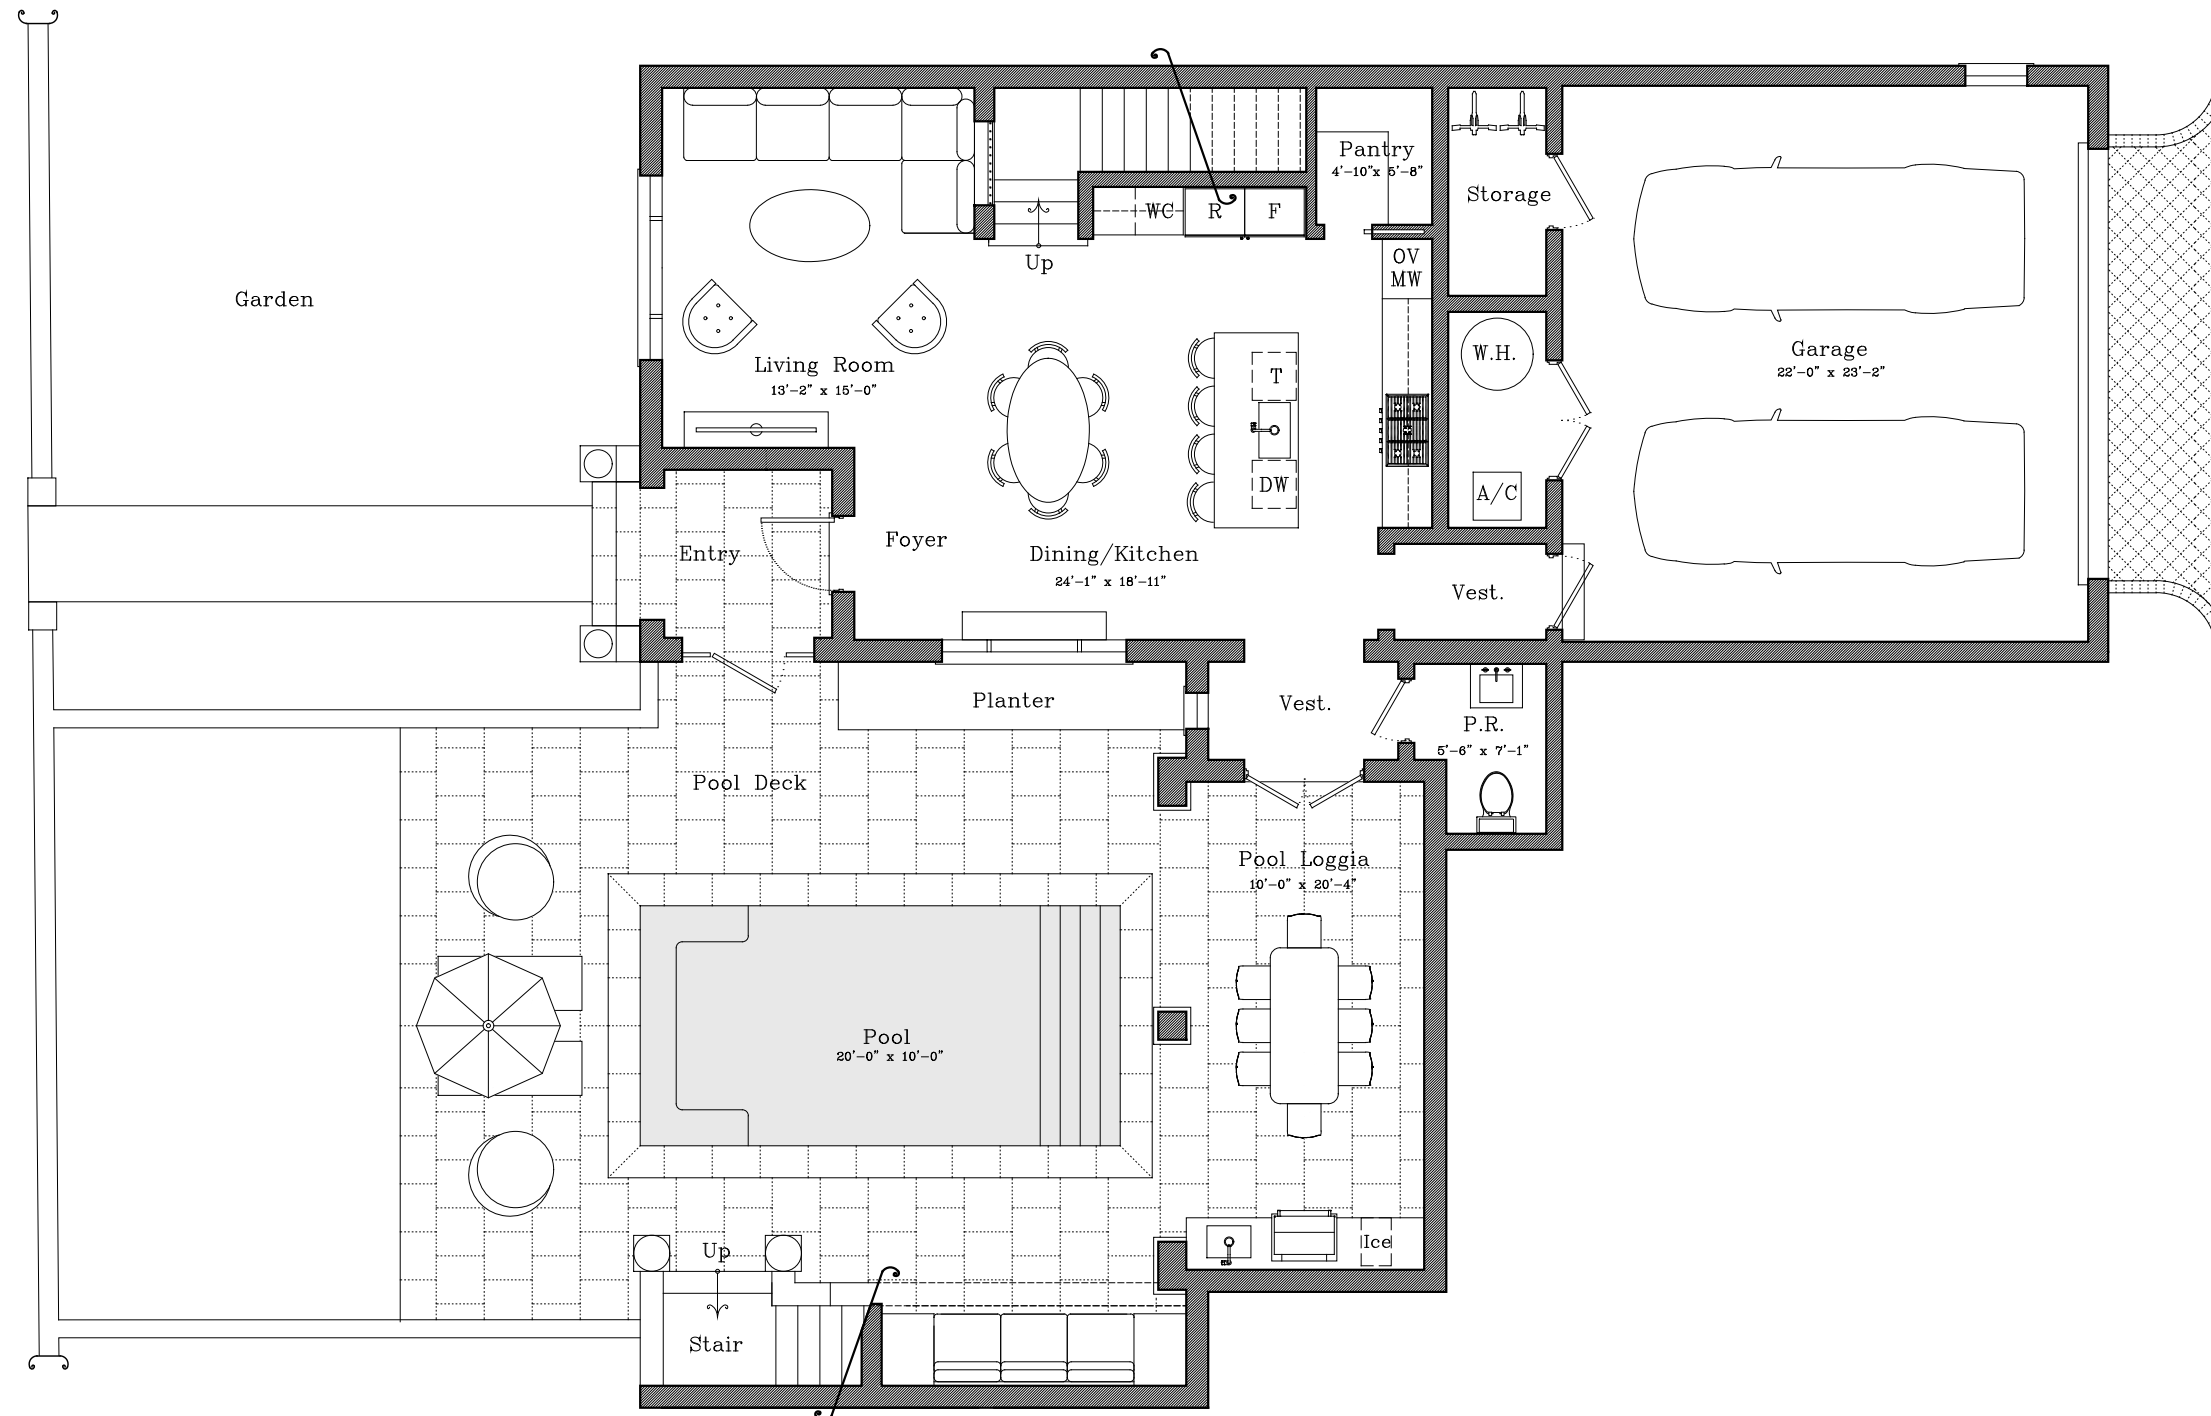 Pantry
4'-10"x 5'-8"
Storage
WC
R
F
Up
OV
MW
Garden
W.H.
Garage
22'-0" x 23'-2"
Living Room
13'-2" x 15'-0"
T
DW
A/C
Foyer
Entry
Dining/Kitchen
24'-1" x 18'-11"
Vest.
Planter
Vest.
P.R.
5'-6" x 7'-1"
Pool Deck
Pool Loggia
10'-0" x 20'-4"
Pool
20'-0" x 10'-0"
Up
Ice
Stair